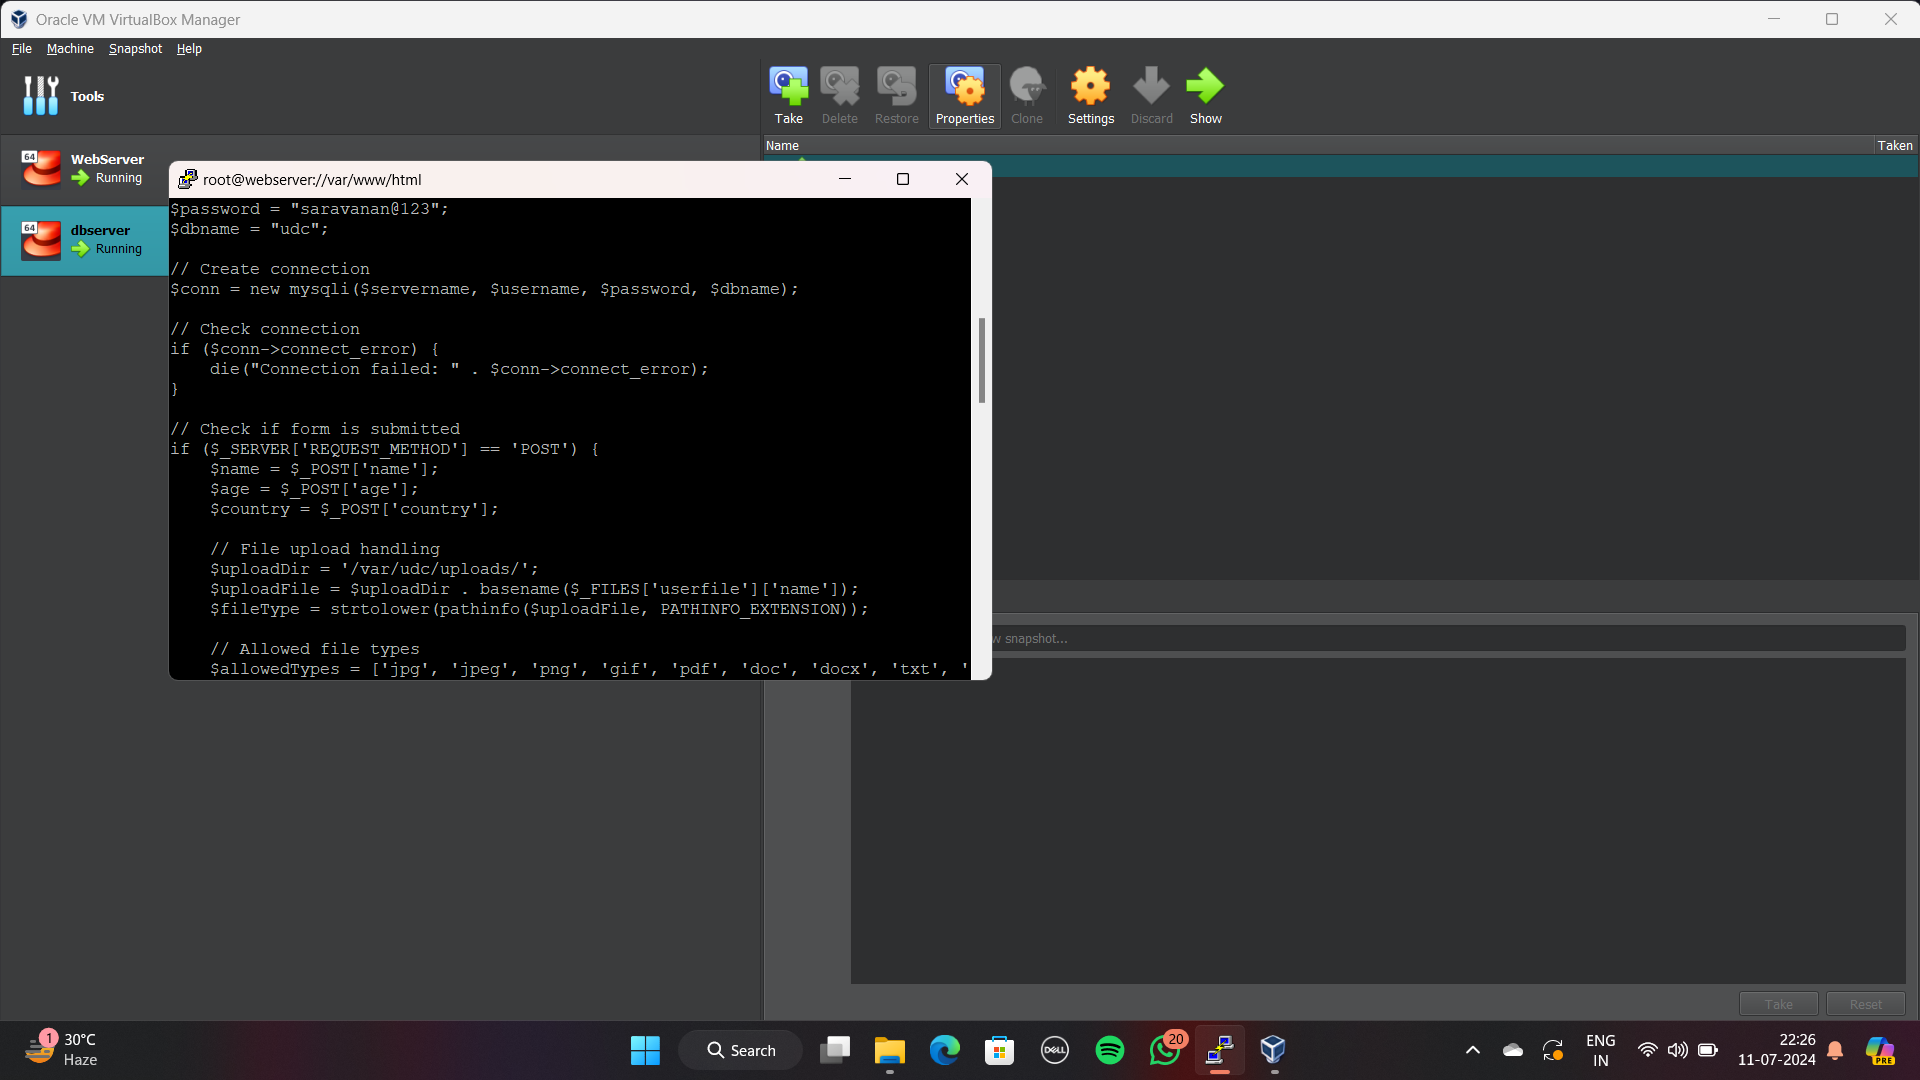 Oracle VM VirtualBox Manager
File Machine Snapshot Help
Tools
Take Delete Restore Properties Clone Settings Discard Show
Name Taken
64 WebServer
Running
64 dbserver
Running
root@webserver://var/www/html
$password = "saravanan@123";
$dbname = "udc";
// Create connection
$conn = new mysqli($servername, $username, $password, $dbname);
// Check connection
if ($conn->connect_error) {
    die("Connection failed: " . $conn->connect_error);
}
// Check if form is submitted
if ($_SERVER['REQUEST_METHOD'] == 'POST') {
    $name = $_POST['name'];
    $age = $_POST['age'];
    $country = $_POST['country'];
    // File upload handling
    $uploadDir = '/var/udc/uploads/';
    $uploadFile = $uploadDir . basename($_FILES['userfile']['name']);
    $fileType = strtolower(pathinfo($uploadFile, PATHINFO_EXTENSION));
    // Allowed file types
    $allowedTypes = ['jpg', 'jpeg', 'png', 'gif', 'pdf', 'doc', 'docx', 'txt', '
w snapshot...
Take Reset
1 30°C
Haze
Search
DELL
20
ENG
IN
22:26
11-07-2024
PRE